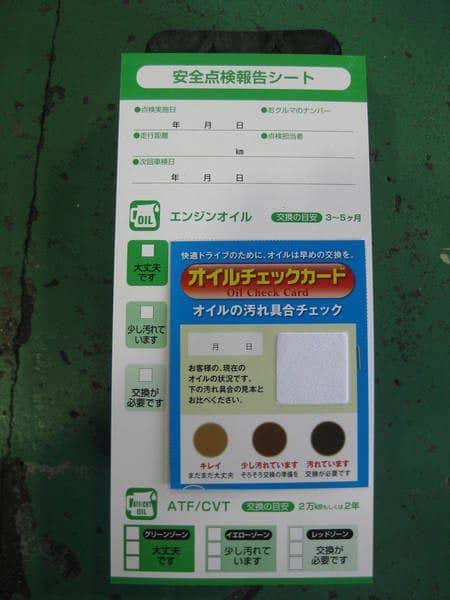 安全点検報告シート
●点検実施日 ●おクルマのナンバー
年 月 日
●走行距離 ●点検担当者
km
●次回車検日
年 月 日
OIL エンジンオイル 交換の目安 3〜5ヶ月
大丈夫
です
少し汚れて
います
交換が
必要です
快適ドライブのために、オイルは早めの交換を。
オイルチェックカード
Oil Check Card
オイルの汚れ具合チェック
月 日
お客様の、現在の
オイルの状況です。
下の汚れ具合の見本と
お比べください。
キレイ 少し汚れています 汚れています
まだまだ大丈夫 そろそろ交換の準備を 交換が必要です
ATF/CVT
OIL
ATF/CVT 交換の目安 2万kmもしくは2年
グリーンゾーン イエローゾーン レッドゾーン
大丈夫 少し汚れて 交換が
です います 必要です